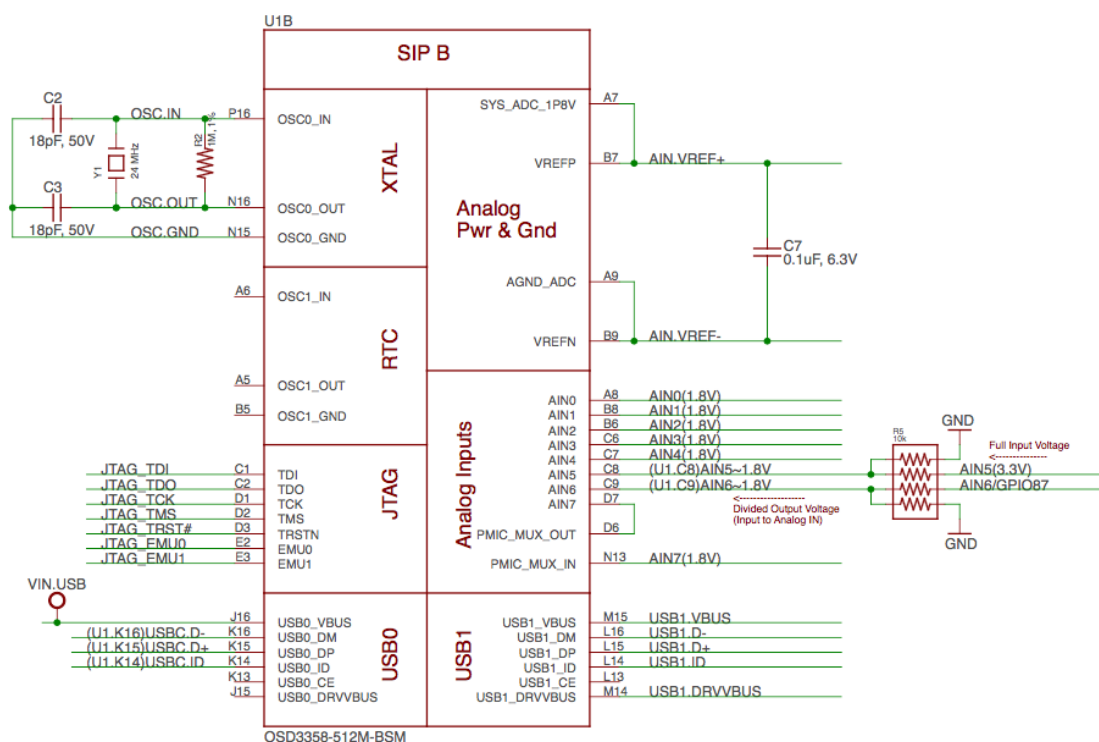 U1B
SIP B
C2
OSC.IN
P16
OSC0_IN
18pF, 50V
Y1
24 MHz
R2
1M, 1%
C3
OSC.OUT
N16
OSC0_OUT
18pF, 50V
OSC.GND
N15
OSC0_GND
XTAL
SYS_ADC_1P8V
A7
VREFP
B7
AIN.VREF+
Analog
Pwr & Gnd
C7
0.1uF, 6.3V
AGND_ADC
A9
VREFN
B9
AIN.VREF-
A6
OSC1_IN
A5
OSC1_OUT
B5
OSC1_GND
RTC
JTAG_TDI
C1
TDI
JTAG_TDO
C2
TDO
JTAG_TCK
D1
TCK
JTAG_TMS
D2
TMS
JTAG_TRST#
D3
TRSTN
JTAG_EMU0
E2
EMU0
JTAG_EMU1
E3
EMU1
JTAG
Analog Inputs
AIN0
A8
AIN0(1.8V)
AIN1
B8
AIN1(1.8V)
AIN2
B6
AIN2(1.8V)
AIN3
C6
AIN3(1.8V)
AIN4
C7
AIN4(1.8V)
AIN5
C8
(U1.C8)AIN5~1.8V
AIN6
C9
(U1.C9)AIN6~1.8V
AIN7
D7
PMIC_MUX_OUT
D6
PMIC_MUX_IN
N13
AIN7(1.8V)
Divided Output Voltage
(Input to Analog IN)
R5
10k
GND
Full Input Voltage
AIN5(3.3V)
AIN6/GPIO87
GND
VIN.USB
J16
USB0_VBUS
(U1.K16)USBC.D-
K16
USB0_DM
(U1.K15)USBC.D+
K15
USB0_DP
(U1.K14)USBC.ID
K14
USB0_ID
K13
USB0_CE
J15
USB0_DRVVBUS
USB0
USB1
USB1_VBUS
M15
USB1.VBUS
USB1_DM
L16
USB1.D-
USB1_DP
L15
USB1.D+
USB1_ID
L14
USB1.ID
USB1_CE
L13
USB1_DRVVBUS
M14
USB1.DRVVBUS
OSD3358-512M-BSM